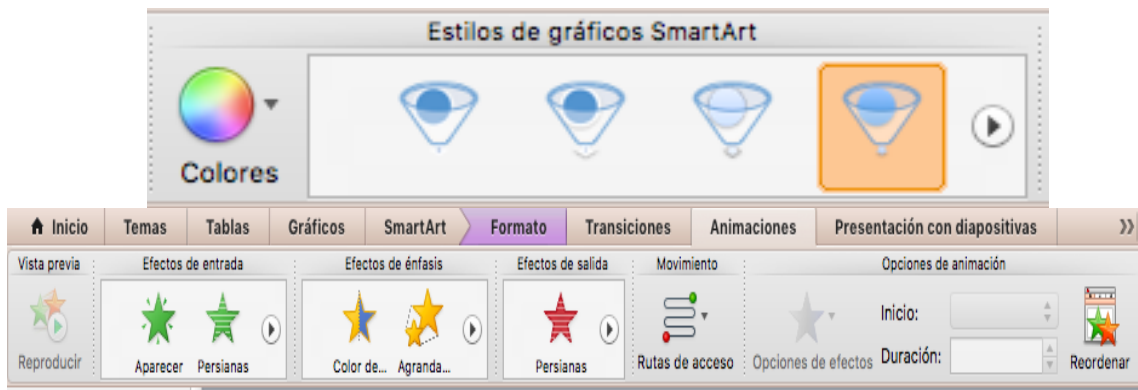 Estilos de gráficos SmartArt
Colores
Inicio Temas Tablas Gráficos SmartArt Formato Transiciones Animaciones Presentación con diapositivas
Vista previa Efectos de entrada Efectos de énfasis Efectos de salida Movimiento Opciones de animación
Inicio:
Reproducir Aparecer Persianas Color de... Agranda... Persianas Rutas de acceso Opciones de efectos Duración: Reordenar